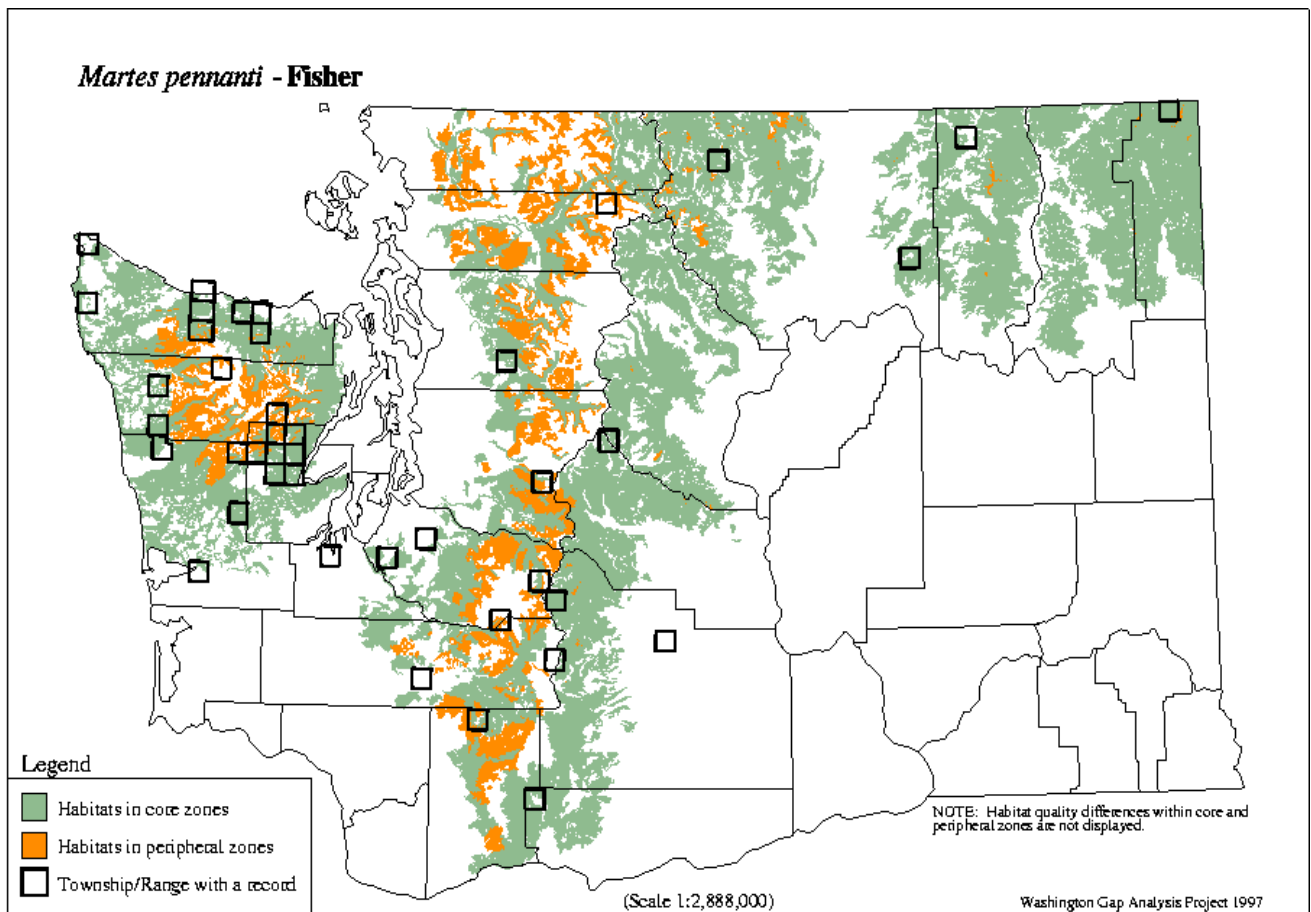 Martes pennanti - Fisher
Legend
Habitats in core zones
Habitats in peripheral zones
Township/Range with a record
NOTE: Habitat quality differences within core and
peripheral zones are not displayed.
(Scale 1:2,888,000)
Washington Gap Analysis Project 1997